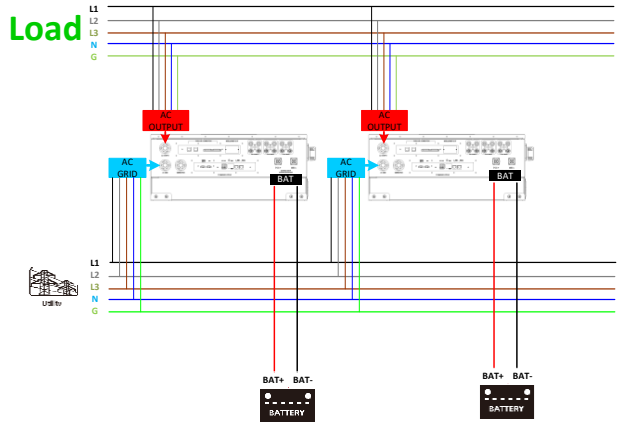 Load
L1
L2
L3
N
G
AC
OUTPUT
AC
OUTPUT
AC
GRID
BAT
AC
GRID
BAT
L1
L2
L3
N
G
Utility
BAT+ BAT-
BATTERY
BAT+ BAT-
BATTERY